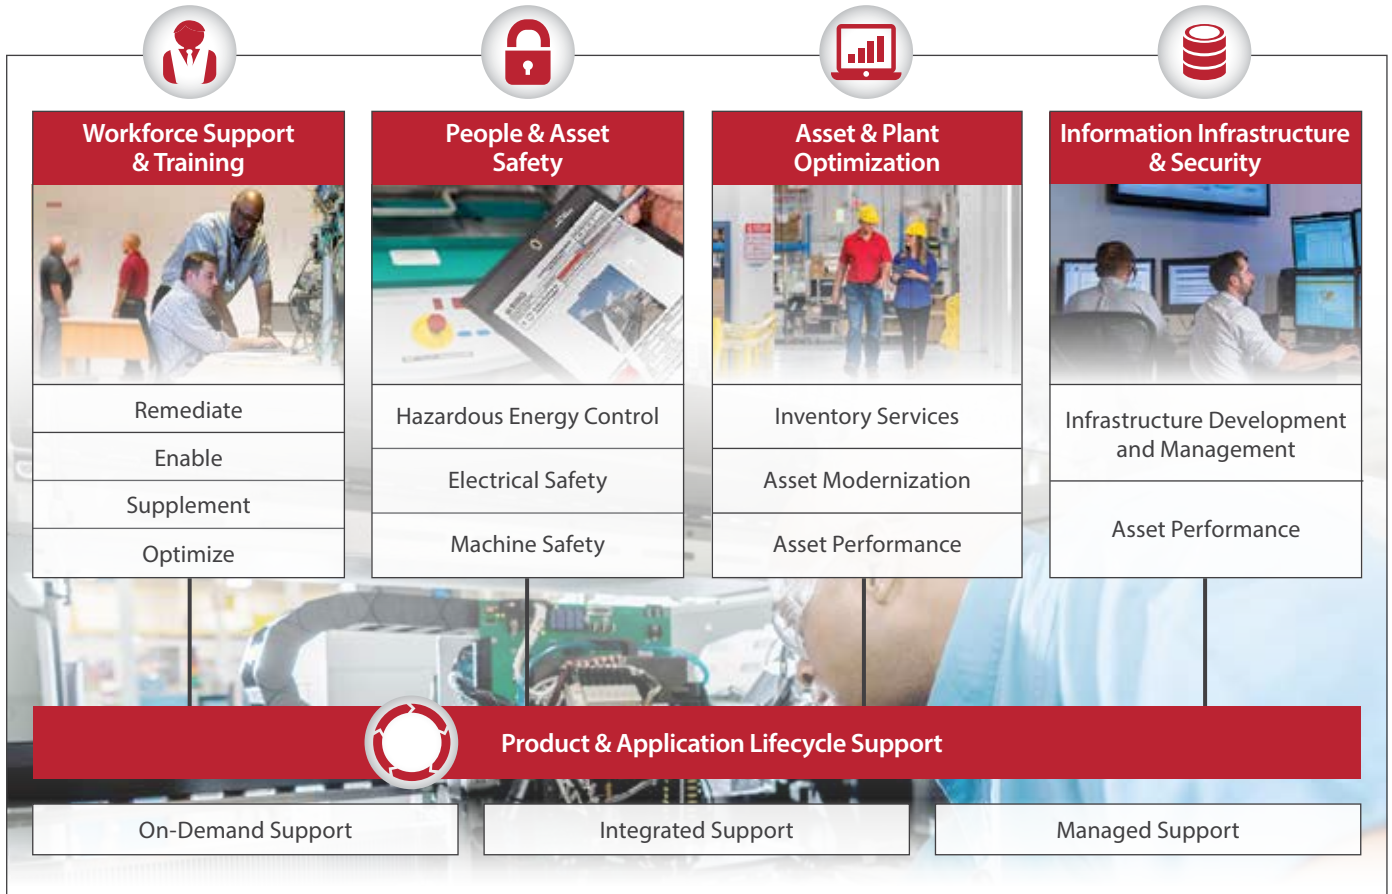 Workforce Support
& Training
People & Asset
Safety
Asset & Plant
Optimization
Information Infrastructure
& Security
Remediate
Enable
Supplement
Optimize
Hazardous Energy Control
Electrical Safety
Machine Safety
Inventory Services
Asset Modernization
Asset Performance
Infrastructure Development
and Management
Asset Performance
Product & Application Lifecycle Support
On-Demand Support
Integrated Support
Managed Support